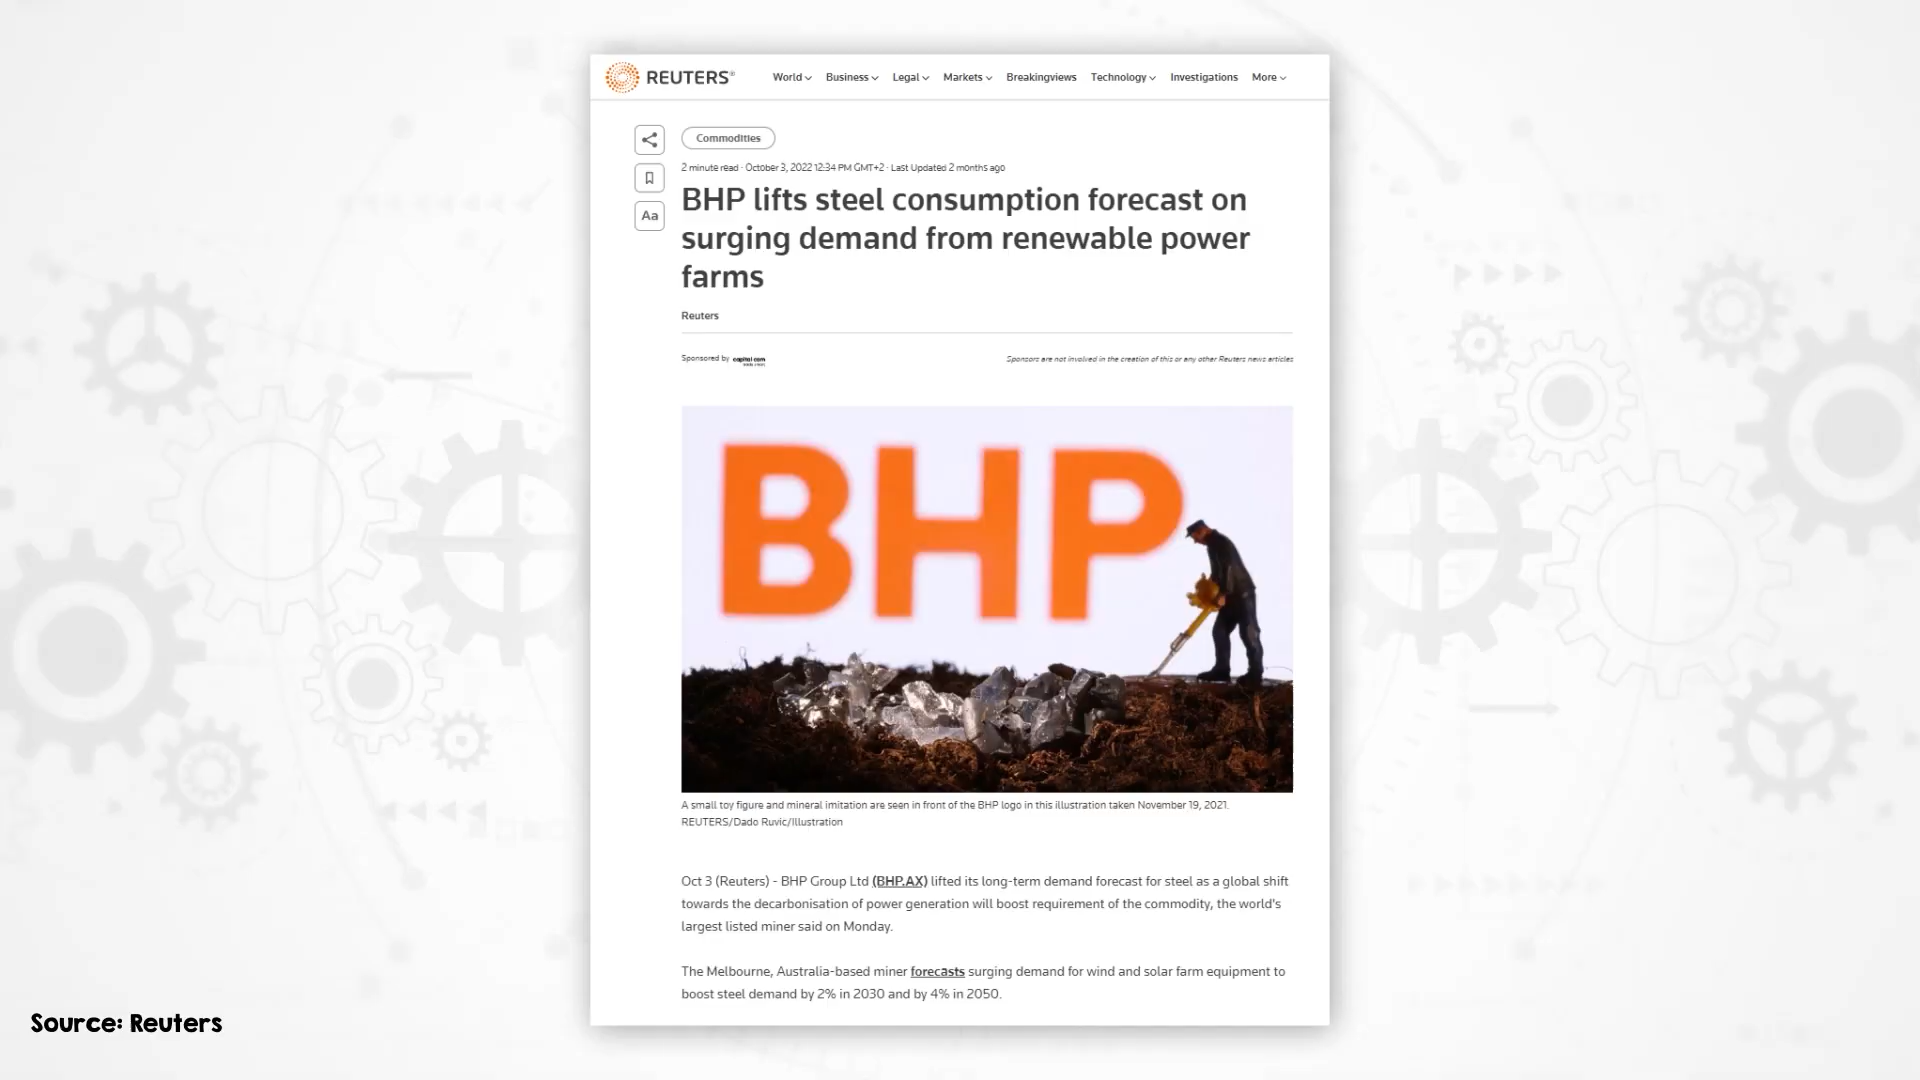 REUTERS®
World Business Legal Markets Breakingviews Technology Investigations More
Commodities
2 minute read · October 3, 2022 12:34 PM GMT+2 · Last Updated 2 months ago
Aa
BHP lifts steel consumption forecast on
surging demand from renewable power
farms
Reuters
Sponsored by capital com
Sponsors are not involved in the creation of this or any other Reuters news articles
BHP
A small toy figure and mineral imitation are seen in front of the BHP logo in this illustration taken November 19, 2021.
REUTERS/Dado Ruvic/Illustration
Oct 3 (Reuters) - BHP Group Ltd (BHP.AX) lifted its long-term demand forecast for steel as a global shift
towards the decarbonisation of power generation will boost requirement of the commodity, the world's
largest listed miner said on Monday.
The Melbourne, Australia-based miner forecasts surging demand for wind and solar farm equipment to
boost steel demand by 2% in 2030 and by 4% in 2050.
Source: Reuters